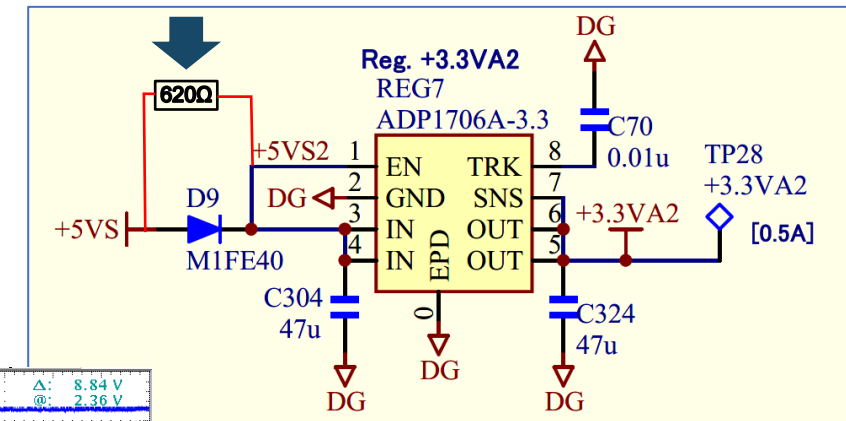 DG
Reg. +3.3VA2
REG7
ADP1706A-3.3
620Ω
C70
0.01u
+5VS2
1
EN
TRK
8
TP28
+3.3VA2
DG
2
GND
SNS
7
D9
+5VS
3
IN
OUT
6
+3.3VA2
[0.5A]
M1FE40
4
IN
OUT
5
EPD
C304
47u
0
C324
47u
DG
DG
DG
Δ: 8.84 V
@: 2.36 V